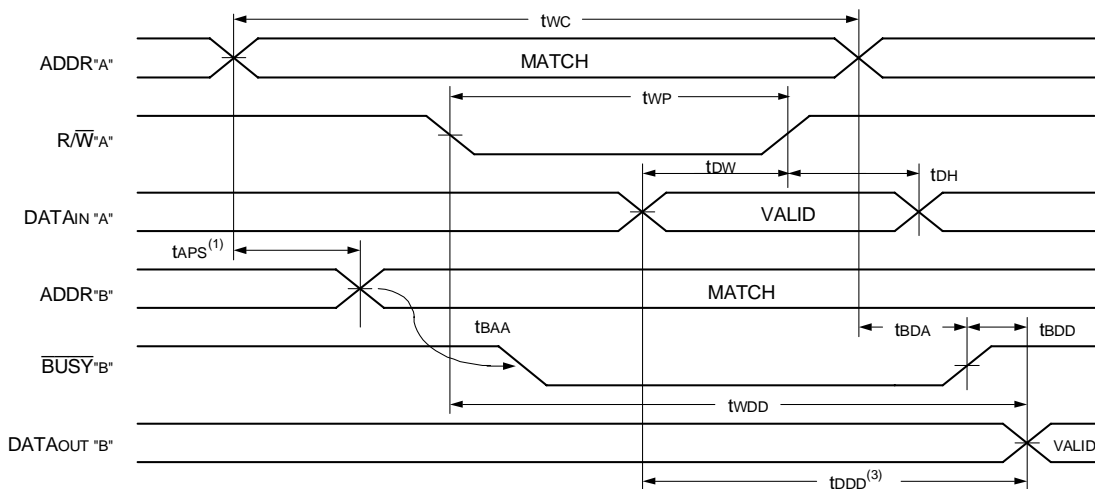 tWC
ADDR"A"
MATCH
tWP
R/W̅"A"
tDW
tDH
DATAIN "A"
VALID
tAPS(1)
ADDR"B"
MATCH
tBAA
tBDA
tBDD
B̅U̅S̅Y̅"B"
tWDD
DATAOUT "B"
VALID
tDDD(3)